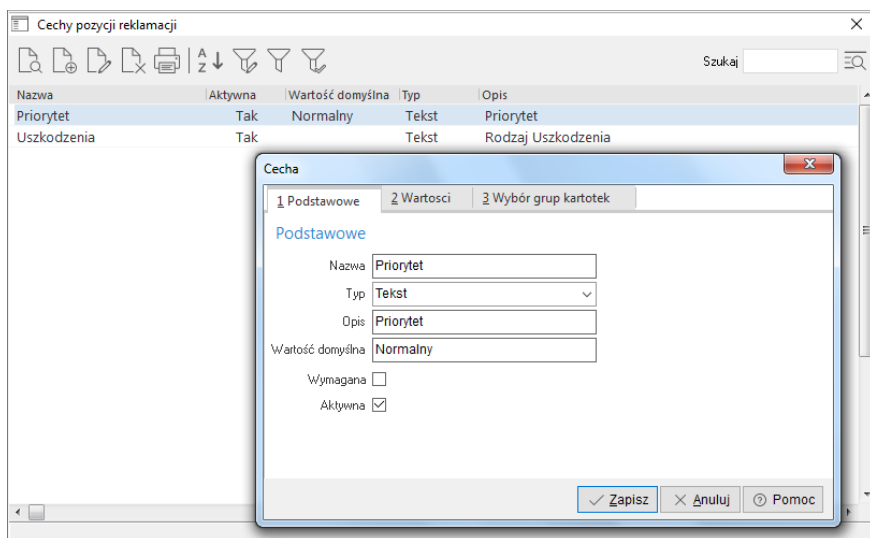 Cechy pozycji reklamacji
Szukaj
Nazwa Aktywna Wartość domyślna Typ Opis
Priorytet Tak Normalny Tekst Priorytet
Uszkodzenia Tak Tekst Rodzaj Uszkodzenia
Cecha
1 Podstawowe 2 Wartosci 3 Wybór grup kartotek
Podstawowe
Nazwa Priorytet
Typ Tekst
Opis Priorytet
Wartość domyślna Normalny
Wymagana
Aktywna
Zapisz Anuluj Pomoc